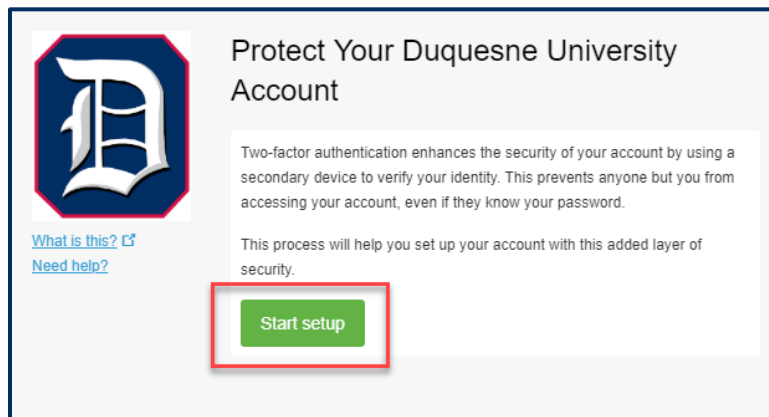 D
Protect Your Duquesne University
Account
Two-factor authentication enhances the security of your account by using a
secondary device to verify your identity. This prevents anyone but you from
accessing your account, even if they know your password.
This process will help you set up your account with this added layer of
security.
What is this?
Need help?
Start setup